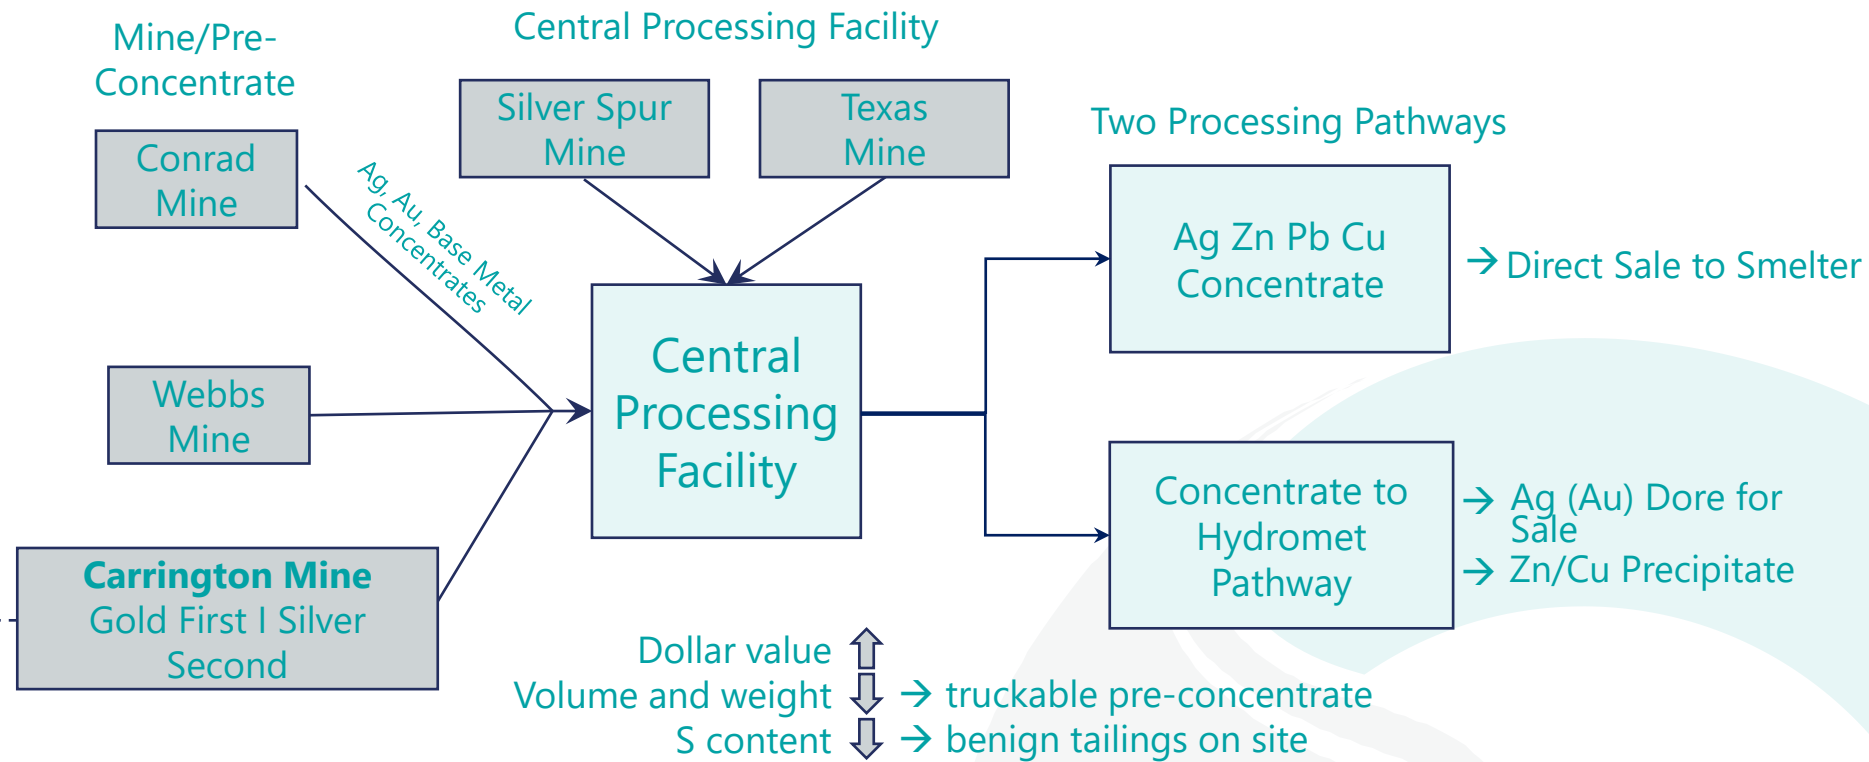 Mine/Pre-
Concentrate
Central Processing Facility
Conrad
Mine
Silver Spur
Mine
Texas
Mine
Two Processing Pathways
Ag, Au, Base Metal
Concentrates
Ag Zn Pb Cu
Concentrate
→ Direct Sale to Smelter
Webbs
Mine
Central
Processing
Facility
Concentrate to
Hydromet
Pathway
→ Ag (Au) Dore for
Sale
→ Zn/Cu Precipitate
Carrington Mine
Gold First I Silver
Second
Dollar value
Volume and weight → truckable pre-concentrate
S content → benign tailings on site